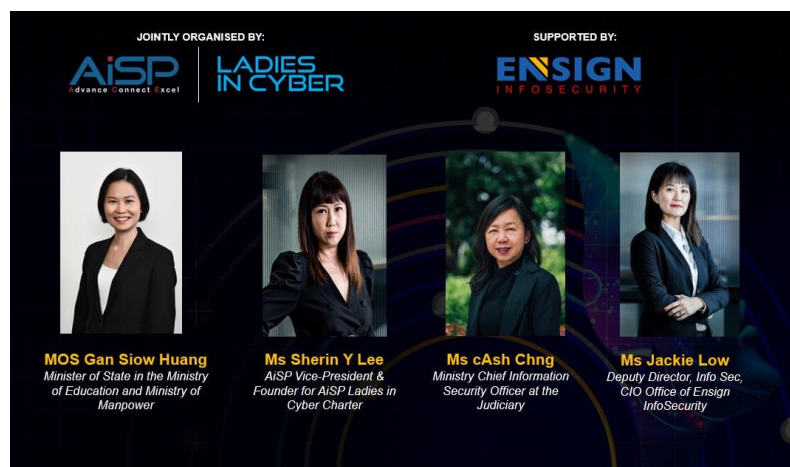 JOINTLY ORGANISED BY:
AiSP
Advance Connect Excel
LADIES
IN CYBER
SUPPORTED BY:
ENSIGN
INFOSECURITY
MOS Gan Siow Huang
Minister of State in the Ministry
of Education and Ministry of
Manpower
Ms Sherin Y Lee
AiSP Vice-President &
Founder for AiSP Ladies in
Cyber Charter
Ms cAsh Chng
Ministry Chief Information
Security Officer at the
Judiciary
Ms Jackie Low
Deputy Director, Info Sec,
CIO Office of Ensign
InfoSecurity